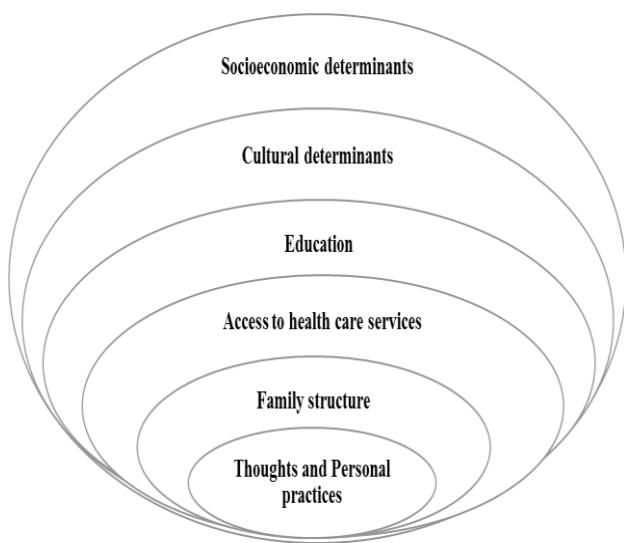 Socioeconomic determinants
Cultural determinants
Education
Access to health care services
Family structure
Thoughts and Personal
practices